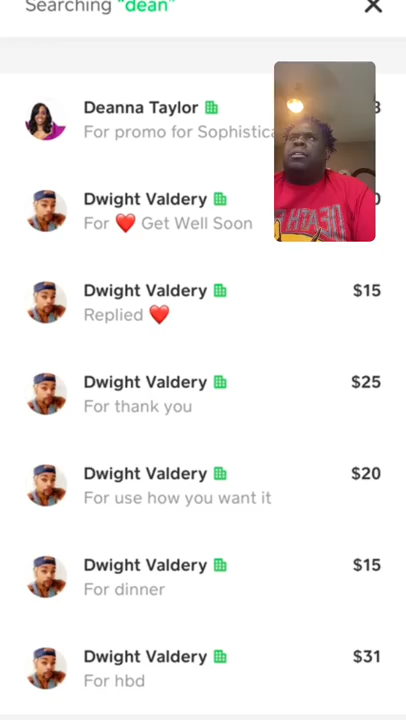 Searching "dean"
Deanna Taylor
For promo for Sophistica
Dwight Valdery
For ❤️ Get Well Soon
Dwight Valdery
$15
Replied ❤️
Dwight Valdery
$25
For thank you
Dwight Valdery
$20
For use how you want it
Dwight Valdery
$15
For dinner
Dwight Valdery
$31
For hbd